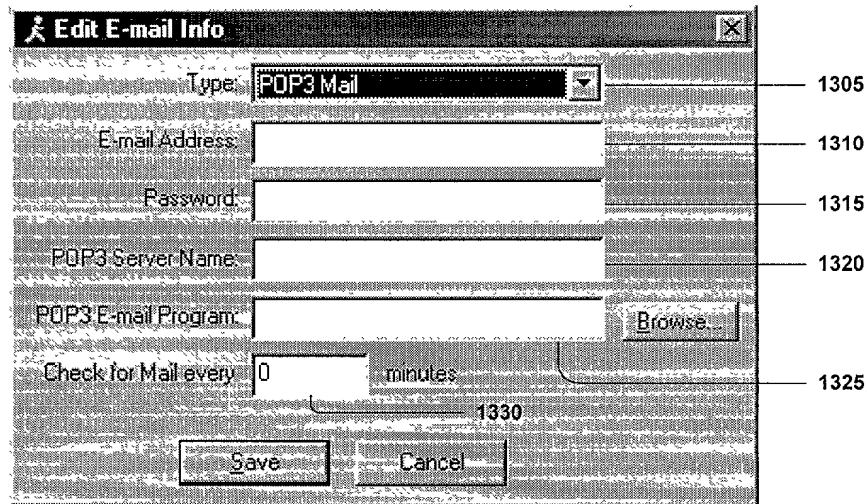 Edit E-mail Info
Type: POP3 Mail 1305
E-mail Address: 1310
Password: 1315
POP3 Server Name: 1320
POP3 E-mail Program: Browse... 1325
Check for Mail every 0 minutes 1330
Save Cancel